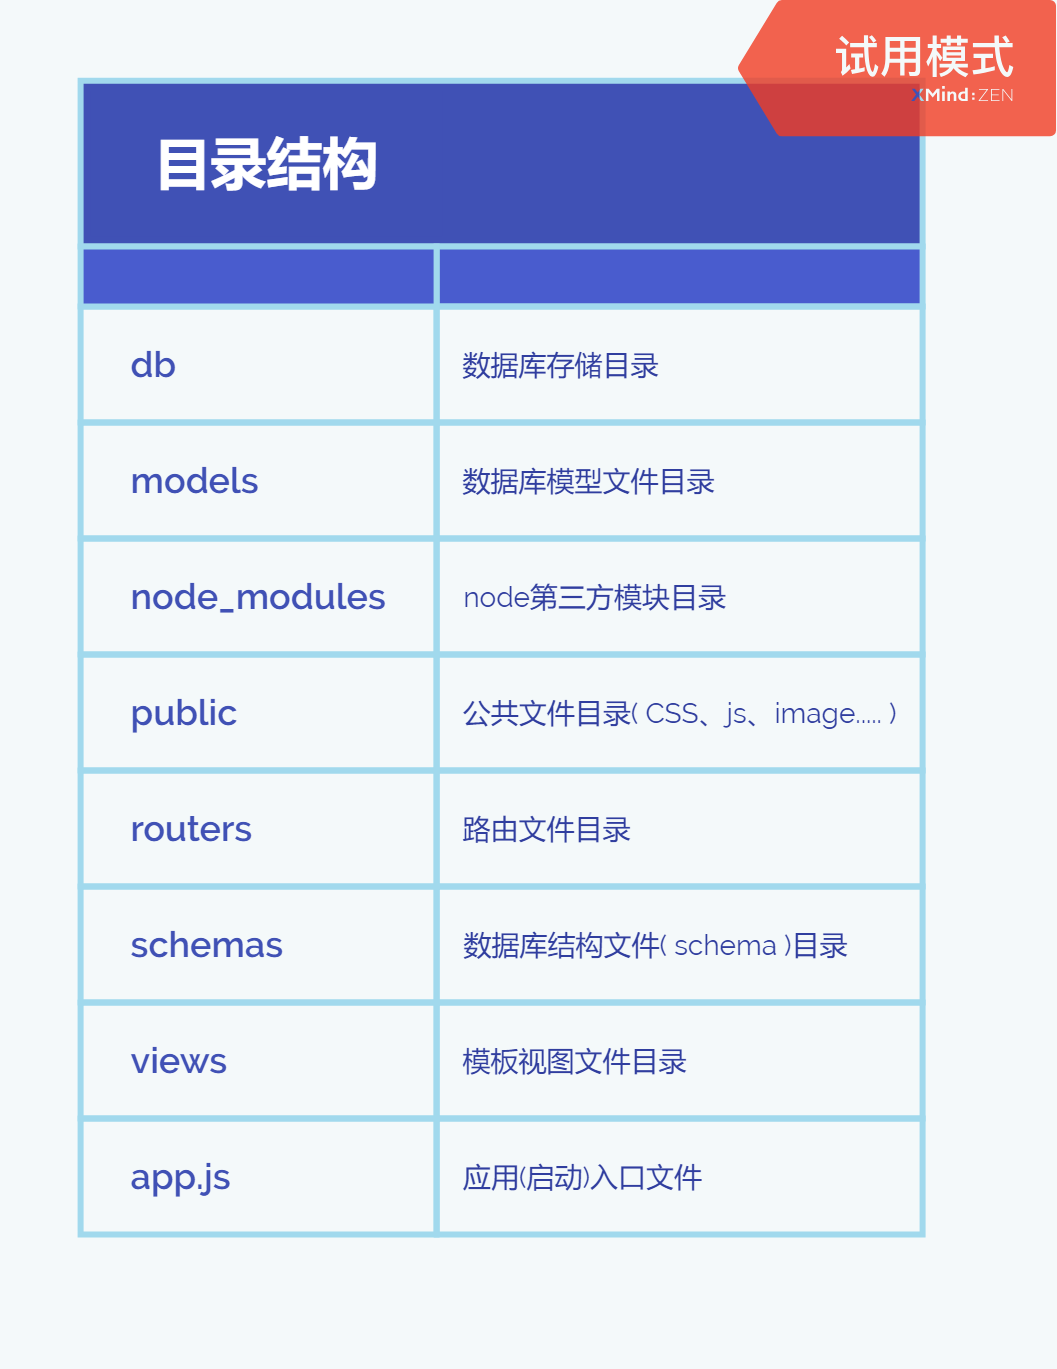 试用模式
XMind:ZEN
目录结构
db 数据库存储目录
models 数据库模型文件目录
node_modules node第三方模块目录
public 公共文件目录( CSS、js、image..... )
routers 路由文件目录
schemas 数据库结构文件( schema )目录
views 模板视图文件目录
app.js 应用(启动)入口文件